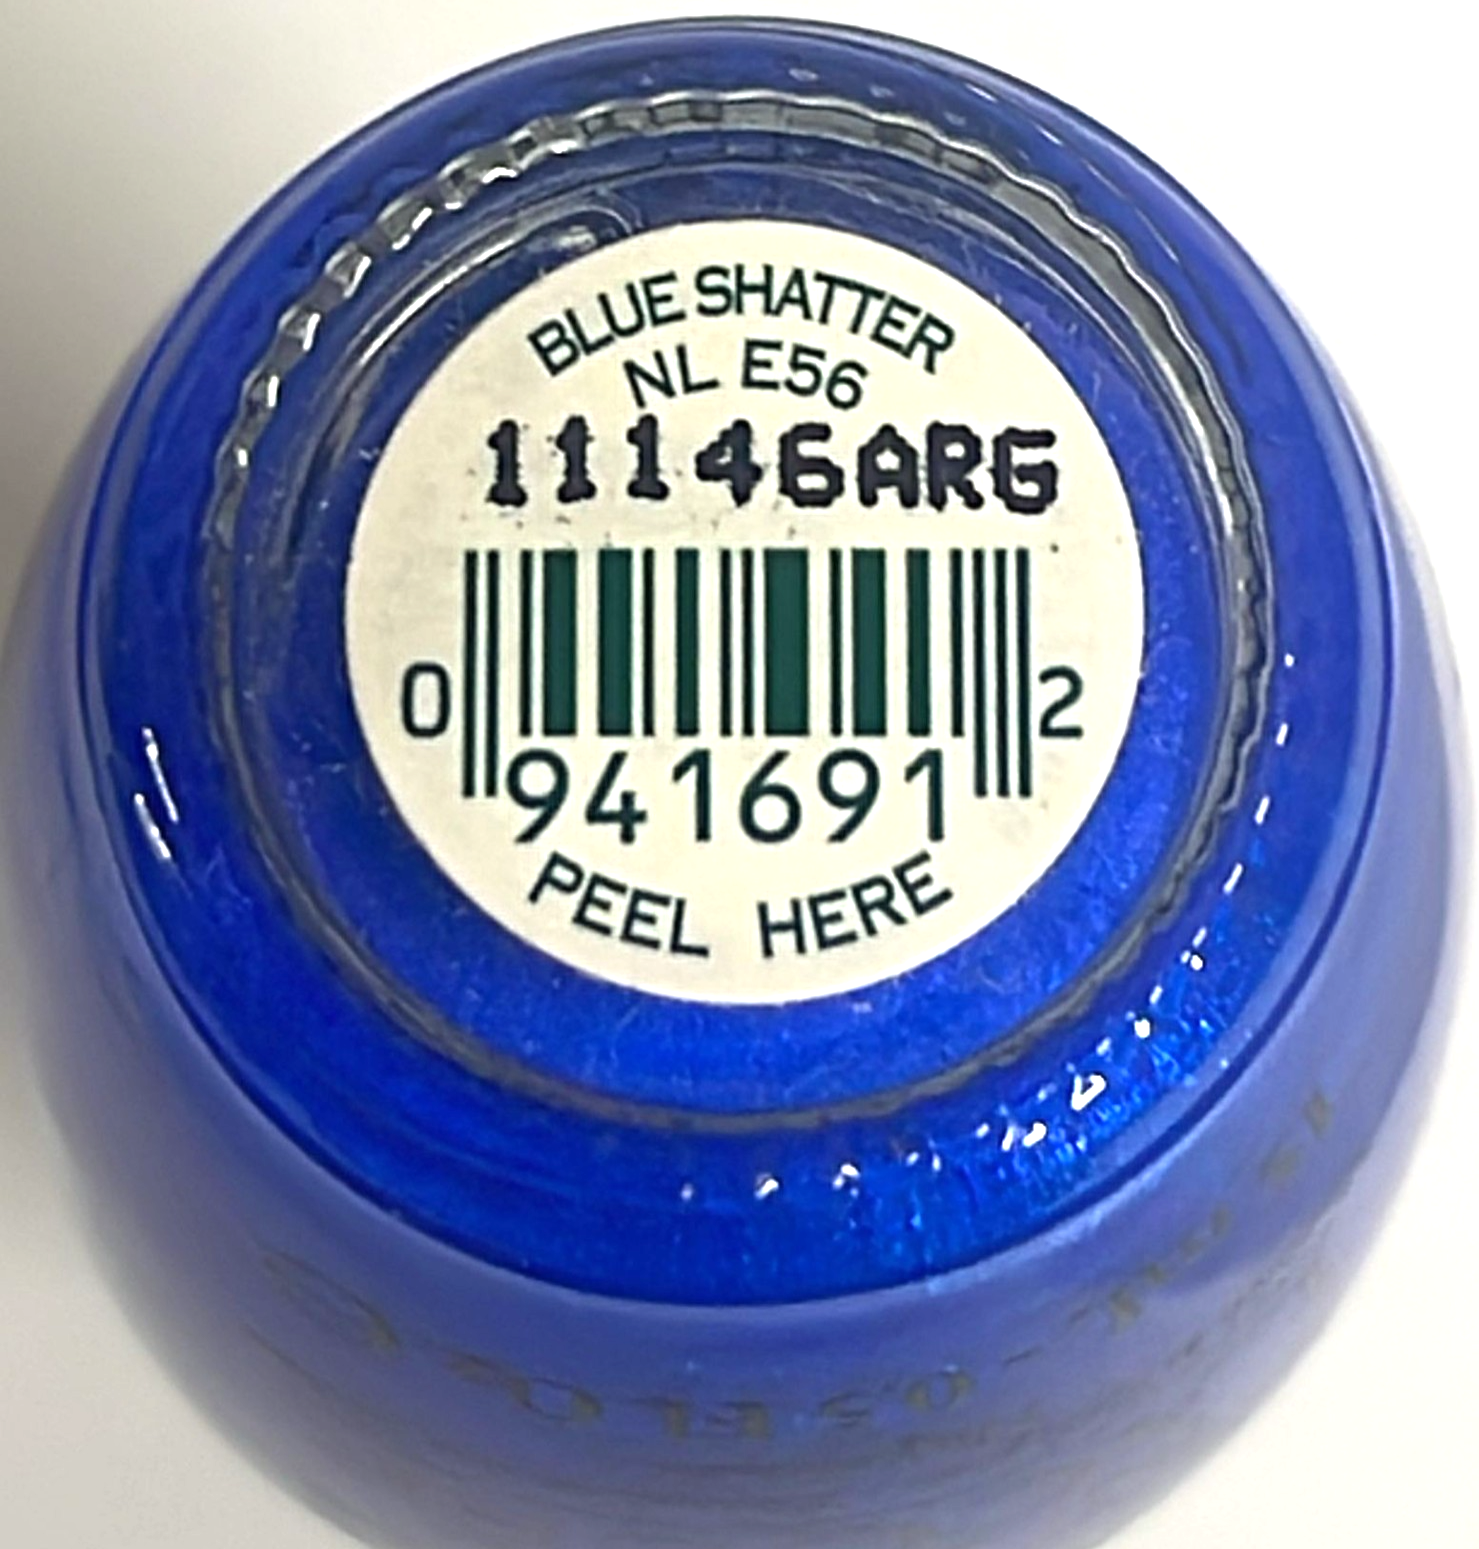 BLUE SHATTER
NL E56
11146ARG
0 941691 2
PEEL HERE